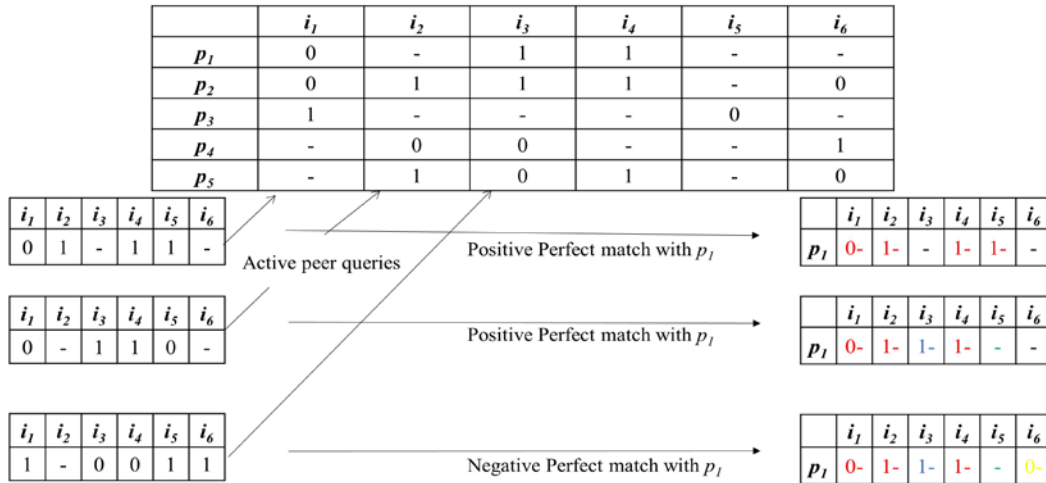 i1 i2 i3 i4 i5 i6
p1 0 - 1 1 - -
p2 0 1 1 1 - 0
p3 1 - - - 0 -
p4 - 0 0 - - 1
p5 - 1 0 1 - 0
i1 i2 i3 i4 i5 i6
0 1 - 1 1 -
Active peer queries
Positive Perfect match with p1
i1 i2 i3 i4 i5 i6
p1 0- 1- - 1- 1- -
i1 i2 i3 i4 i5 i6
0 - 1 1 0 -
Positive Perfect match with p1
i1 i2 i3 i4 i5 i6
p1 0- 1- 1- 1- - -
i1 i2 i3 i4 i5 i6
1 - 0 0 1 1
Negative Perfect match with p1
i1 i2 i3 i4 i5 i6
p1 0- 1- 1- 1- - 0-